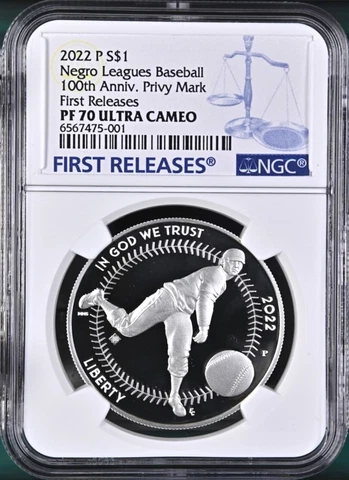 2022 P S$1
Negro Leagues Baseball
100th Anniv. Privy Mark
First Releases
PF 70 ULTRA CAMEO
6567475-001
FIRST RELEASES®
NGC®
IN GOD WE TRUST
2022
P
LIBERTY